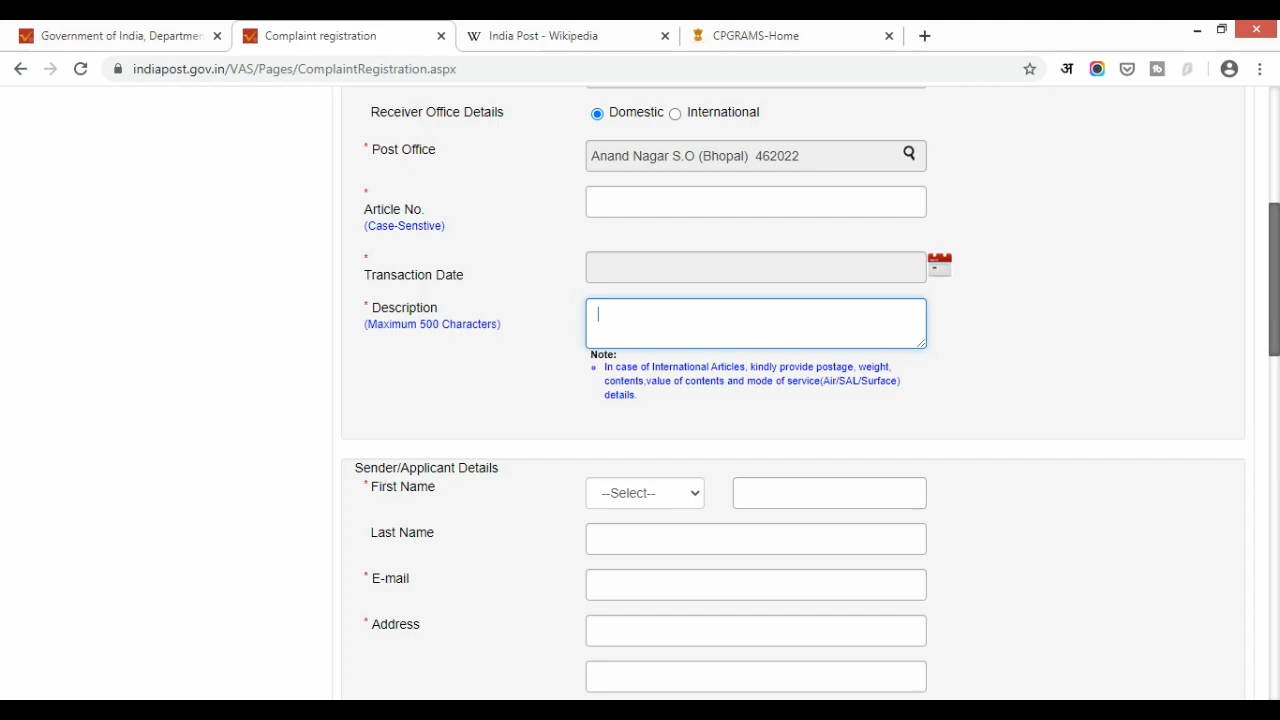 Government of India, Departmen
Complaint registration
India Post - Wikipedia
CPGRAMS-Home
indiapost.gov.in/VAS/Pages/ComplaintRegistration.aspx
Receiver Office Details
Domestic
International
* Post Office
Anand Nagar S.O (Bhopal) 462022
*
Article No.
(Case-Senstive)
*
Transaction Date
* Description
(Maximum 500 Characters)
Note:
In case of International Articles, kindly provide postage, weight,
contents,value of contents and mode of service(Air/SAL/Surface)
details.
Sender/Applicant Details
* First Name
--Select--
Last Name
* E-mail
* Address